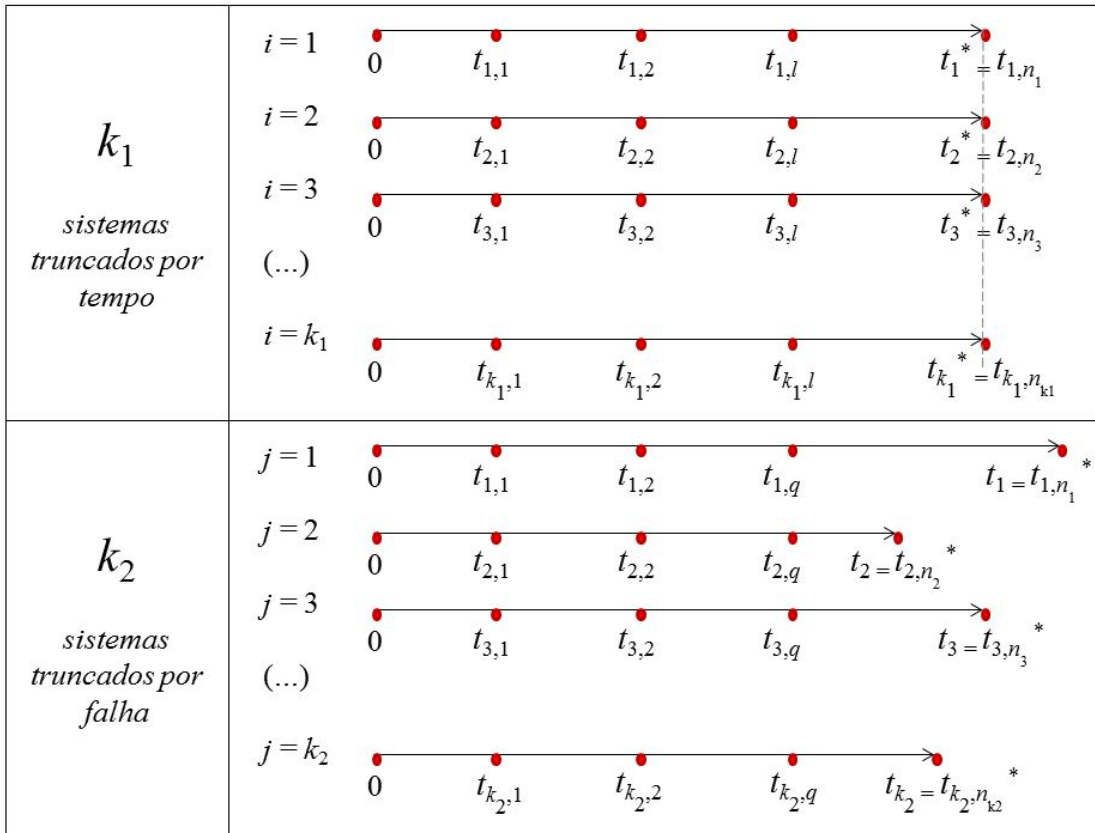 k₁
sistemas
truncados por
tempo
i = 1
0 t₁,₁ t₁,₂ t₁,l t₁* = t₁,n₁
i = 2
0 t₂,₁ t₂,₂ t₂,l t₂* = t₂,n₂
i = 3
0 t₃,₁ t₃,₂ t₃,l t₃* = t₃,n₃
(...)
i = k₁
0 tk₁,1 tk₁,2 tk₁,l tk₁* = tk₁,nk1
k₂
sistemas
truncados por
falha
j = 1
0 t₁,₁ t₁,₂ t₁,q t₁ = t₁,n₁*
j = 2
0 t₂,₁ t₂,₂ t₂,q t₂ = t₂,n₂*
j = 3
0 t₃,₁ t₃,₂ t₃,q t₃ = t₃,n₃*
(...)
j = k₂
0 tk₂,1 tk₂,2 tk₂,q tk₂ = tk₂,nk2*